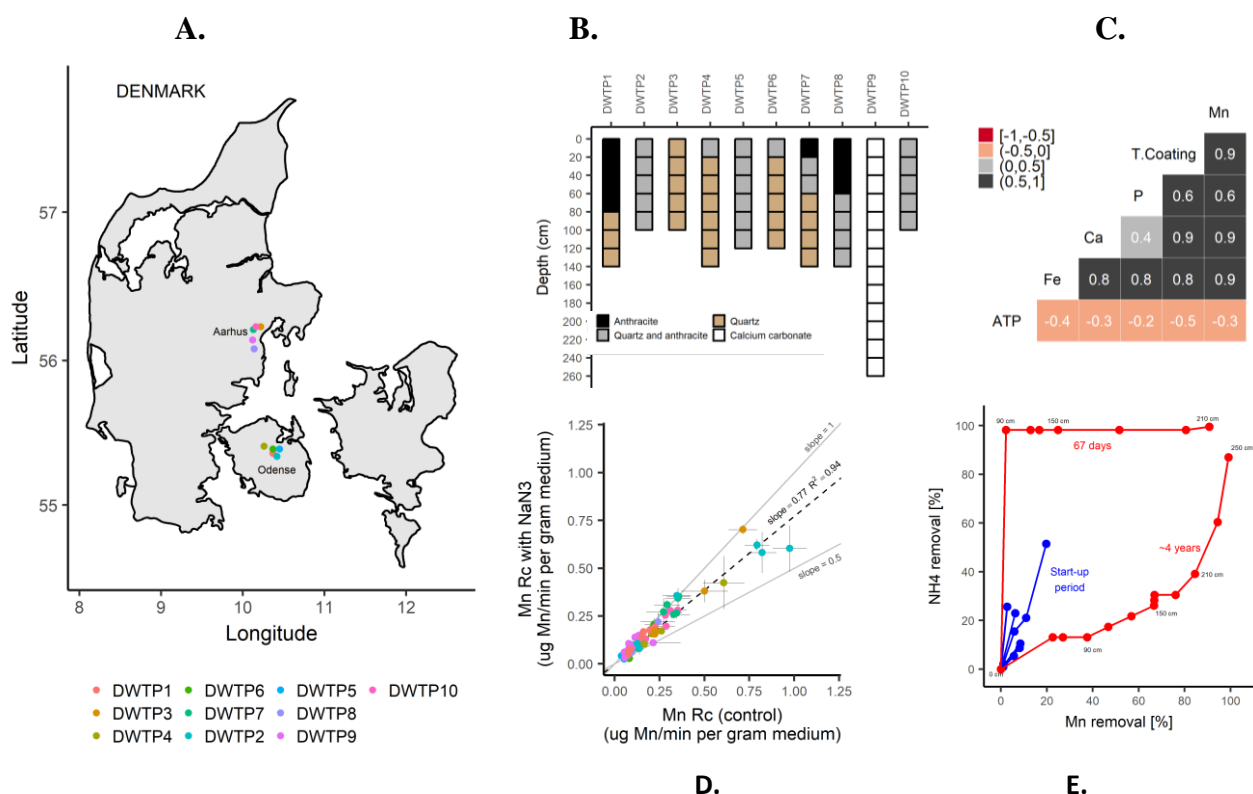 A.
DENMARK
Latitude
57
56
55
Aarhus
Odense
8 9 10 11 12
Longitude
DWTP1 DWTP6 DWTP5 DWTP10
DWTP3 DWTP7 DWTP8
DWTP4 DWTP2 DWTP9
B.
DWTP1 DWTP2 DWTP3 DWTP4 DWTP5 DWTP6 DWTP7 DWTP8 DWTP9 DWTP10
Depth (cm)
0
20
40
60
80
100
120
140
160
180
200
220
240
260
Anthracite Quartz
Quartz and anthracite Calcium carbonate
C.
[-1,-0.5]
(-0.5,0]
(0,0.5]
(0.5,1]
Mn
T.Coating 0.9
P 0.6 0.6
Ca 0.4 0.9 0.9
Fe 0.8 0.8 0.8 0.9
ATP -0.4 -0.3 -0.2 -0.5 -0.3
Mn Rc with NaN3
(ug Mn/min per gram medium)
1.25
1.00
0.75
0.50
0.25
0.00
slope = 1
slope = 0.77 R² = 0.94
slope = 0.5
0.00 0.25 0.50 0.75 1.00 1.25
Mn Rc (control)
(ug Mn/min per gram medium)
D.
NH4 removal [%]
100
80
60
40
20
0
90 cm 150 cm 210 cm
67 days
250 cm
~4 years
210 cm
Start-up
period
150 cm
90 cm
0 cm
0 20 40 60 80 100
Mn removal [%]
E.